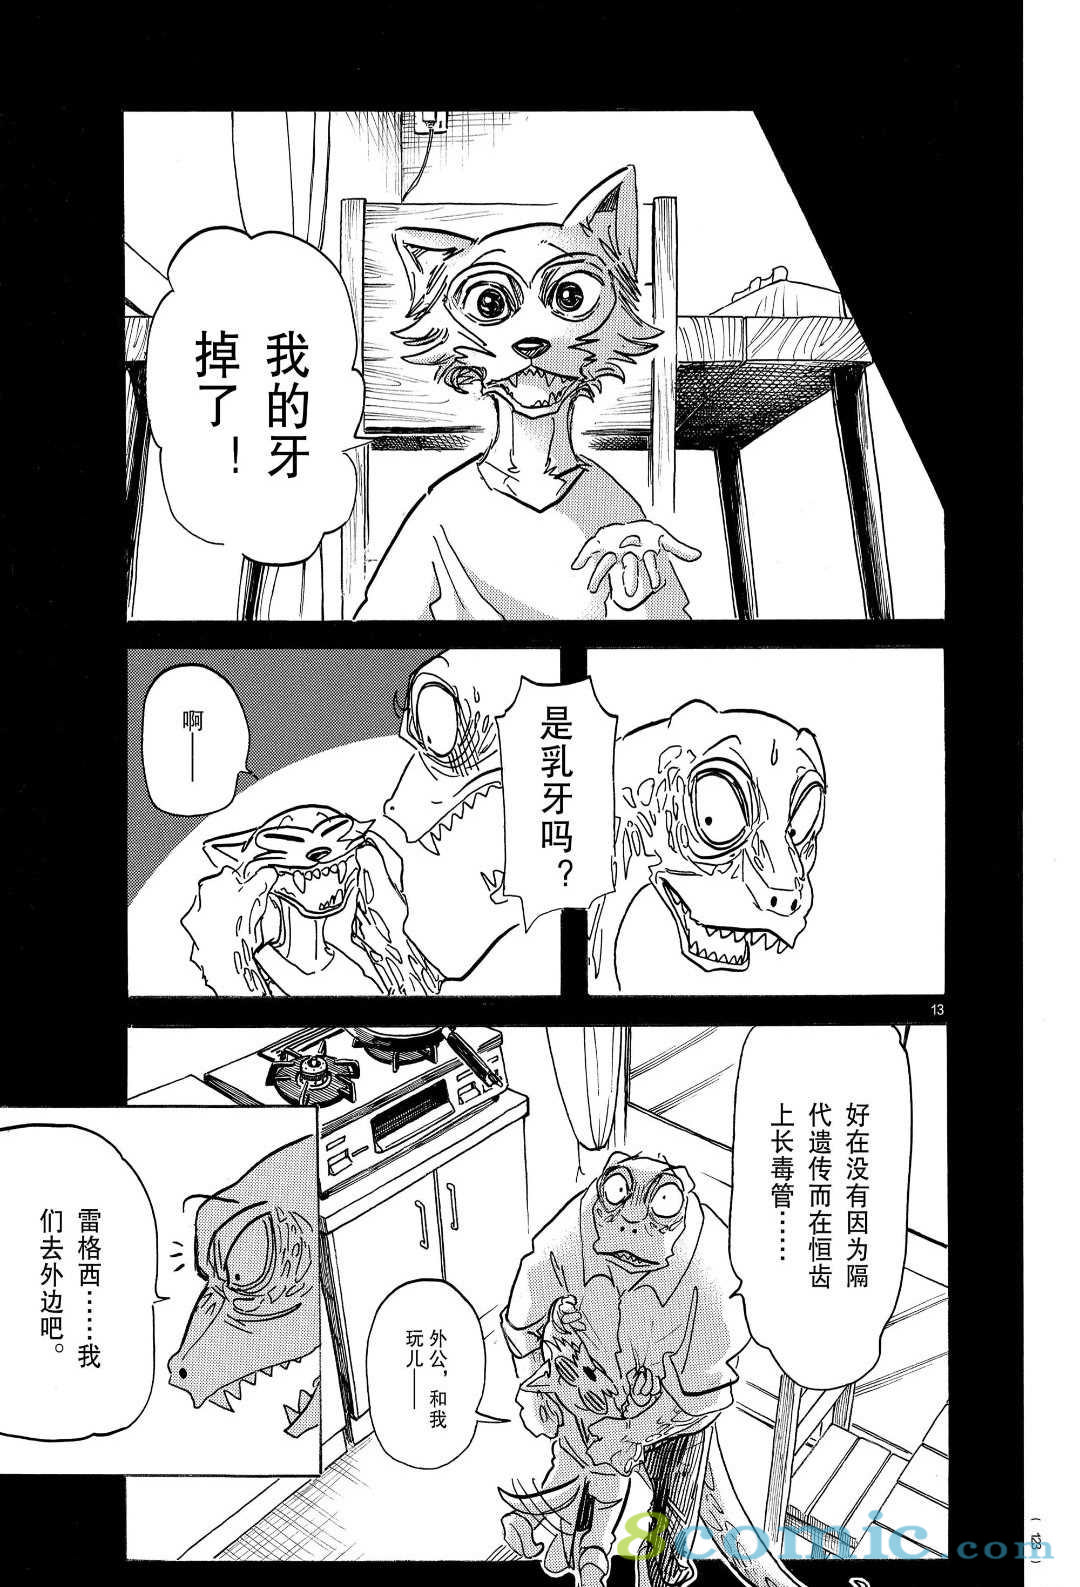 我的牙
掉了！
是乳牙吗？
啊——
13
好在没有因为隔
代遗传而在恒齿
上长毒管……
外公，和我
玩儿——
雷格西……我
们去外边吧。
( 123 )
8comic.com